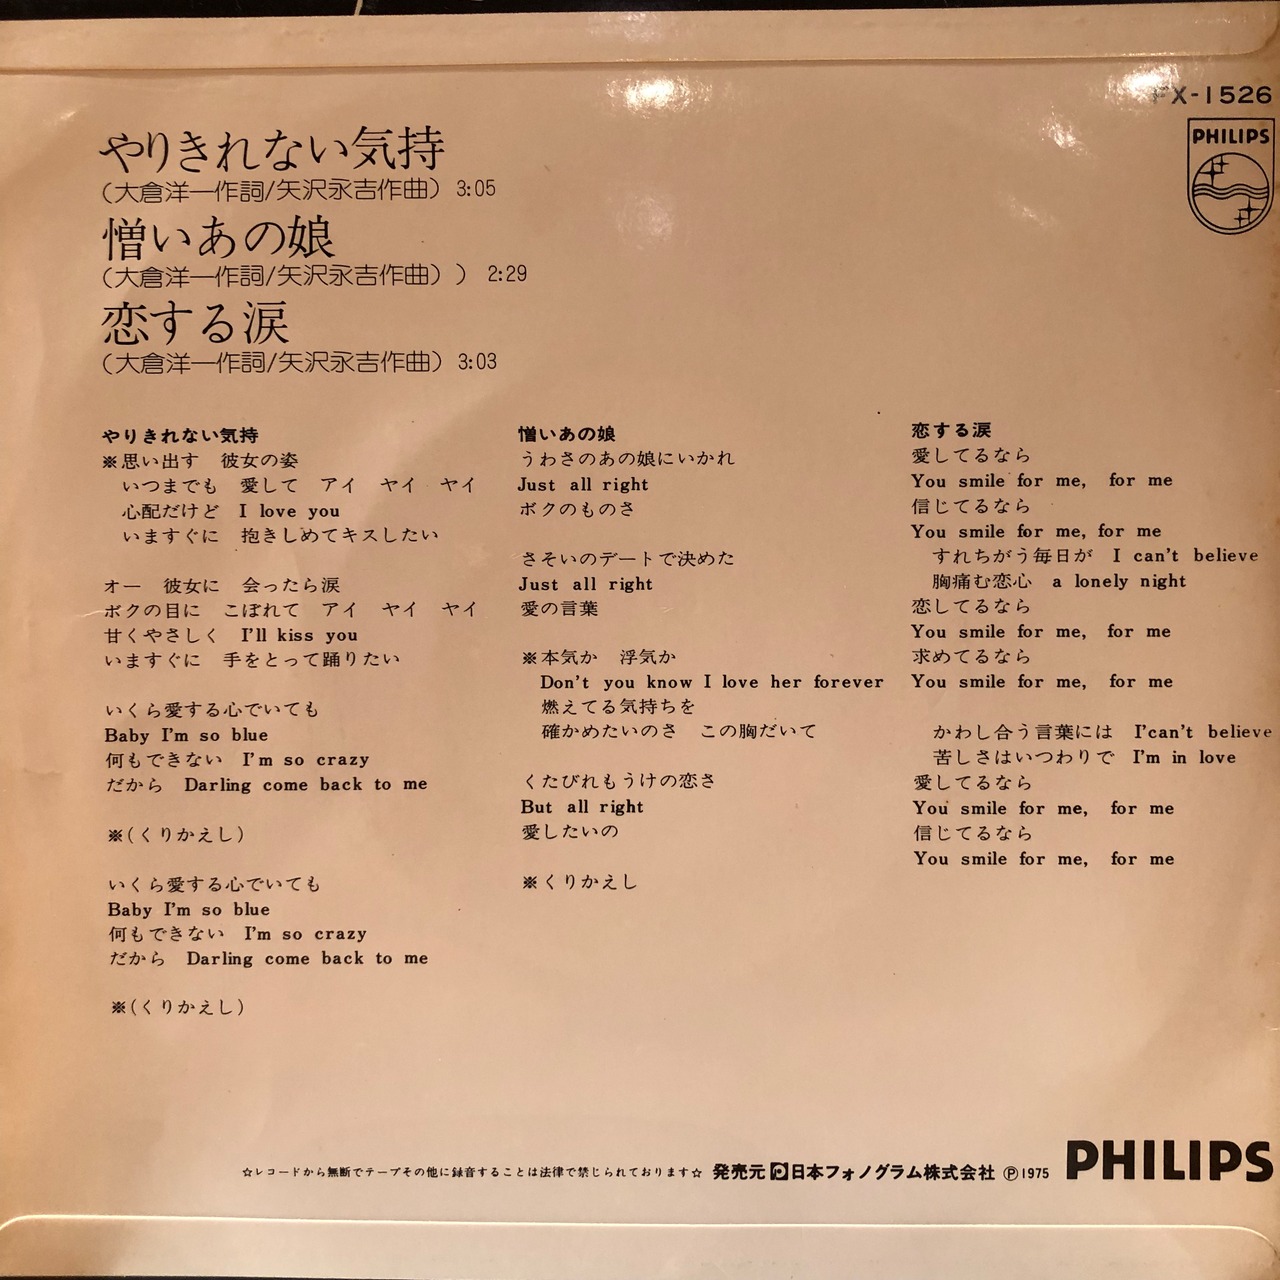 FX-1526
PHILIPS
やりきれない気持
(大倉洋一作詞/矢沢永吉作曲) 3:05
憎いあの娘
(大倉洋一作詞/矢沢永吉作曲) ) 2:29
恋する涙
(大倉洋一作詞/矢沢永吉作曲) 3:03
やりきれない気持
※思い出す　彼女の姿
いつまでも　愛して　アイ　ヤイ　ヤイ
心配だけど　I love you
いますぐに　抱きしめてキスしたい
オー　彼女に　会ったら涙
ボクの目に　こぼれて　アイ　ヤイ　ヤイ
甘くやさしく　I'll kiss you
いますぐに　手をとって踊りたい
いくら愛する心でいても
Baby I'm so blue
何もできない　I'm so crazy
だから　Darling come back to me
※(くりかえし)
いくら愛する心でいても
Baby I'm so blue
何もできない　I'm so crazy
だから　Darling come back to me
※(くりかえし)
憎いあの娘
うわさのあの娘にいかれ
Just all right
ボクのものさ
さそいのデートで決めた
Just all right
愛の言葉
※本気か　浮気か
Don't you know I love her forever
燃えてる気持ちを
確かめたいのさ　この胸だいて
くたびれもうけの恋さ
But all right
愛したいの
※くりかえし
恋する涙
愛してるなら
You smile for me, for me
信じてるなら
You smile for me, for me
すれちがう毎日が　I can't believe
胸痛む恋心　a lonely night
恋してるなら
You smile for me, for me
求めてるなら
You smile for me, for me
かわし合う言葉には　I'can't believe
苦しさはいつわりで　I'm in love
愛してるなら
You smile for me, for me
信じてるなら
You smile for me, for me
☆レコードから無断でテープその他に録音することは法律で禁じられております☆ 発売元 日本フォノグラム株式会社 Ⓟ1975 PHILIPS